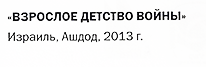 «ВЗРОСЛОЕ ДЕТСТВО ВОЙНЫ»
Израиль, Ашдод, 2013 г.